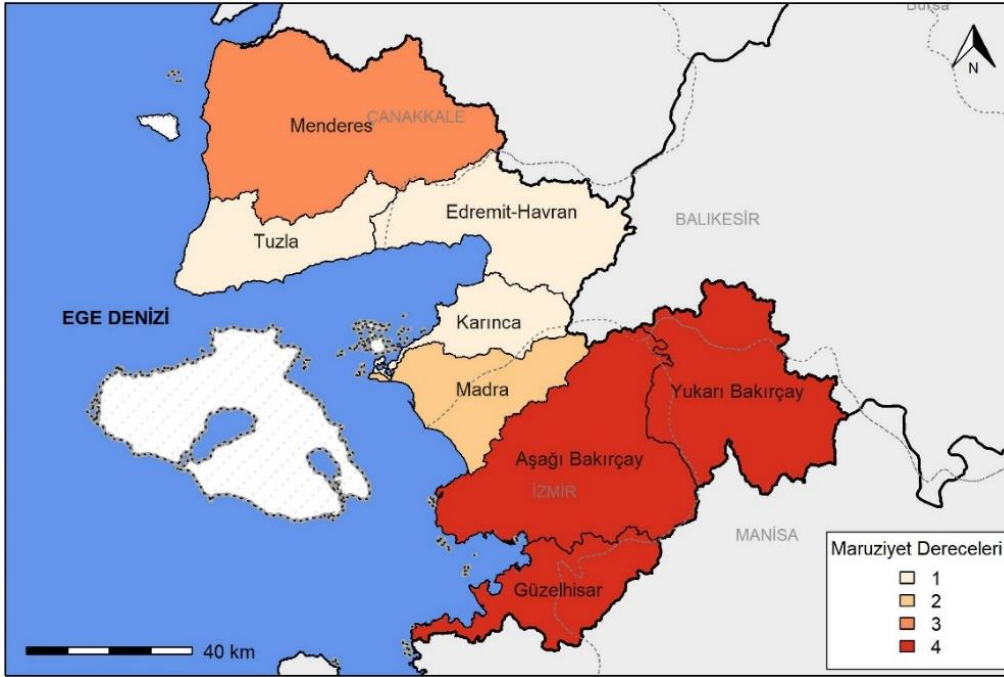 Bursa
N
ÇANAKKALE
Menderes
Edremit-Havran
BALIKESİR
Tuzla
EGE DENİZİ
Karınca
Madra
Yukarı Bakırçay
Aşağı Bakırçay
İZMİR
MANİSA
Güzelhisar
Maruziyet Dereceleri
1
2
3
4
40 km